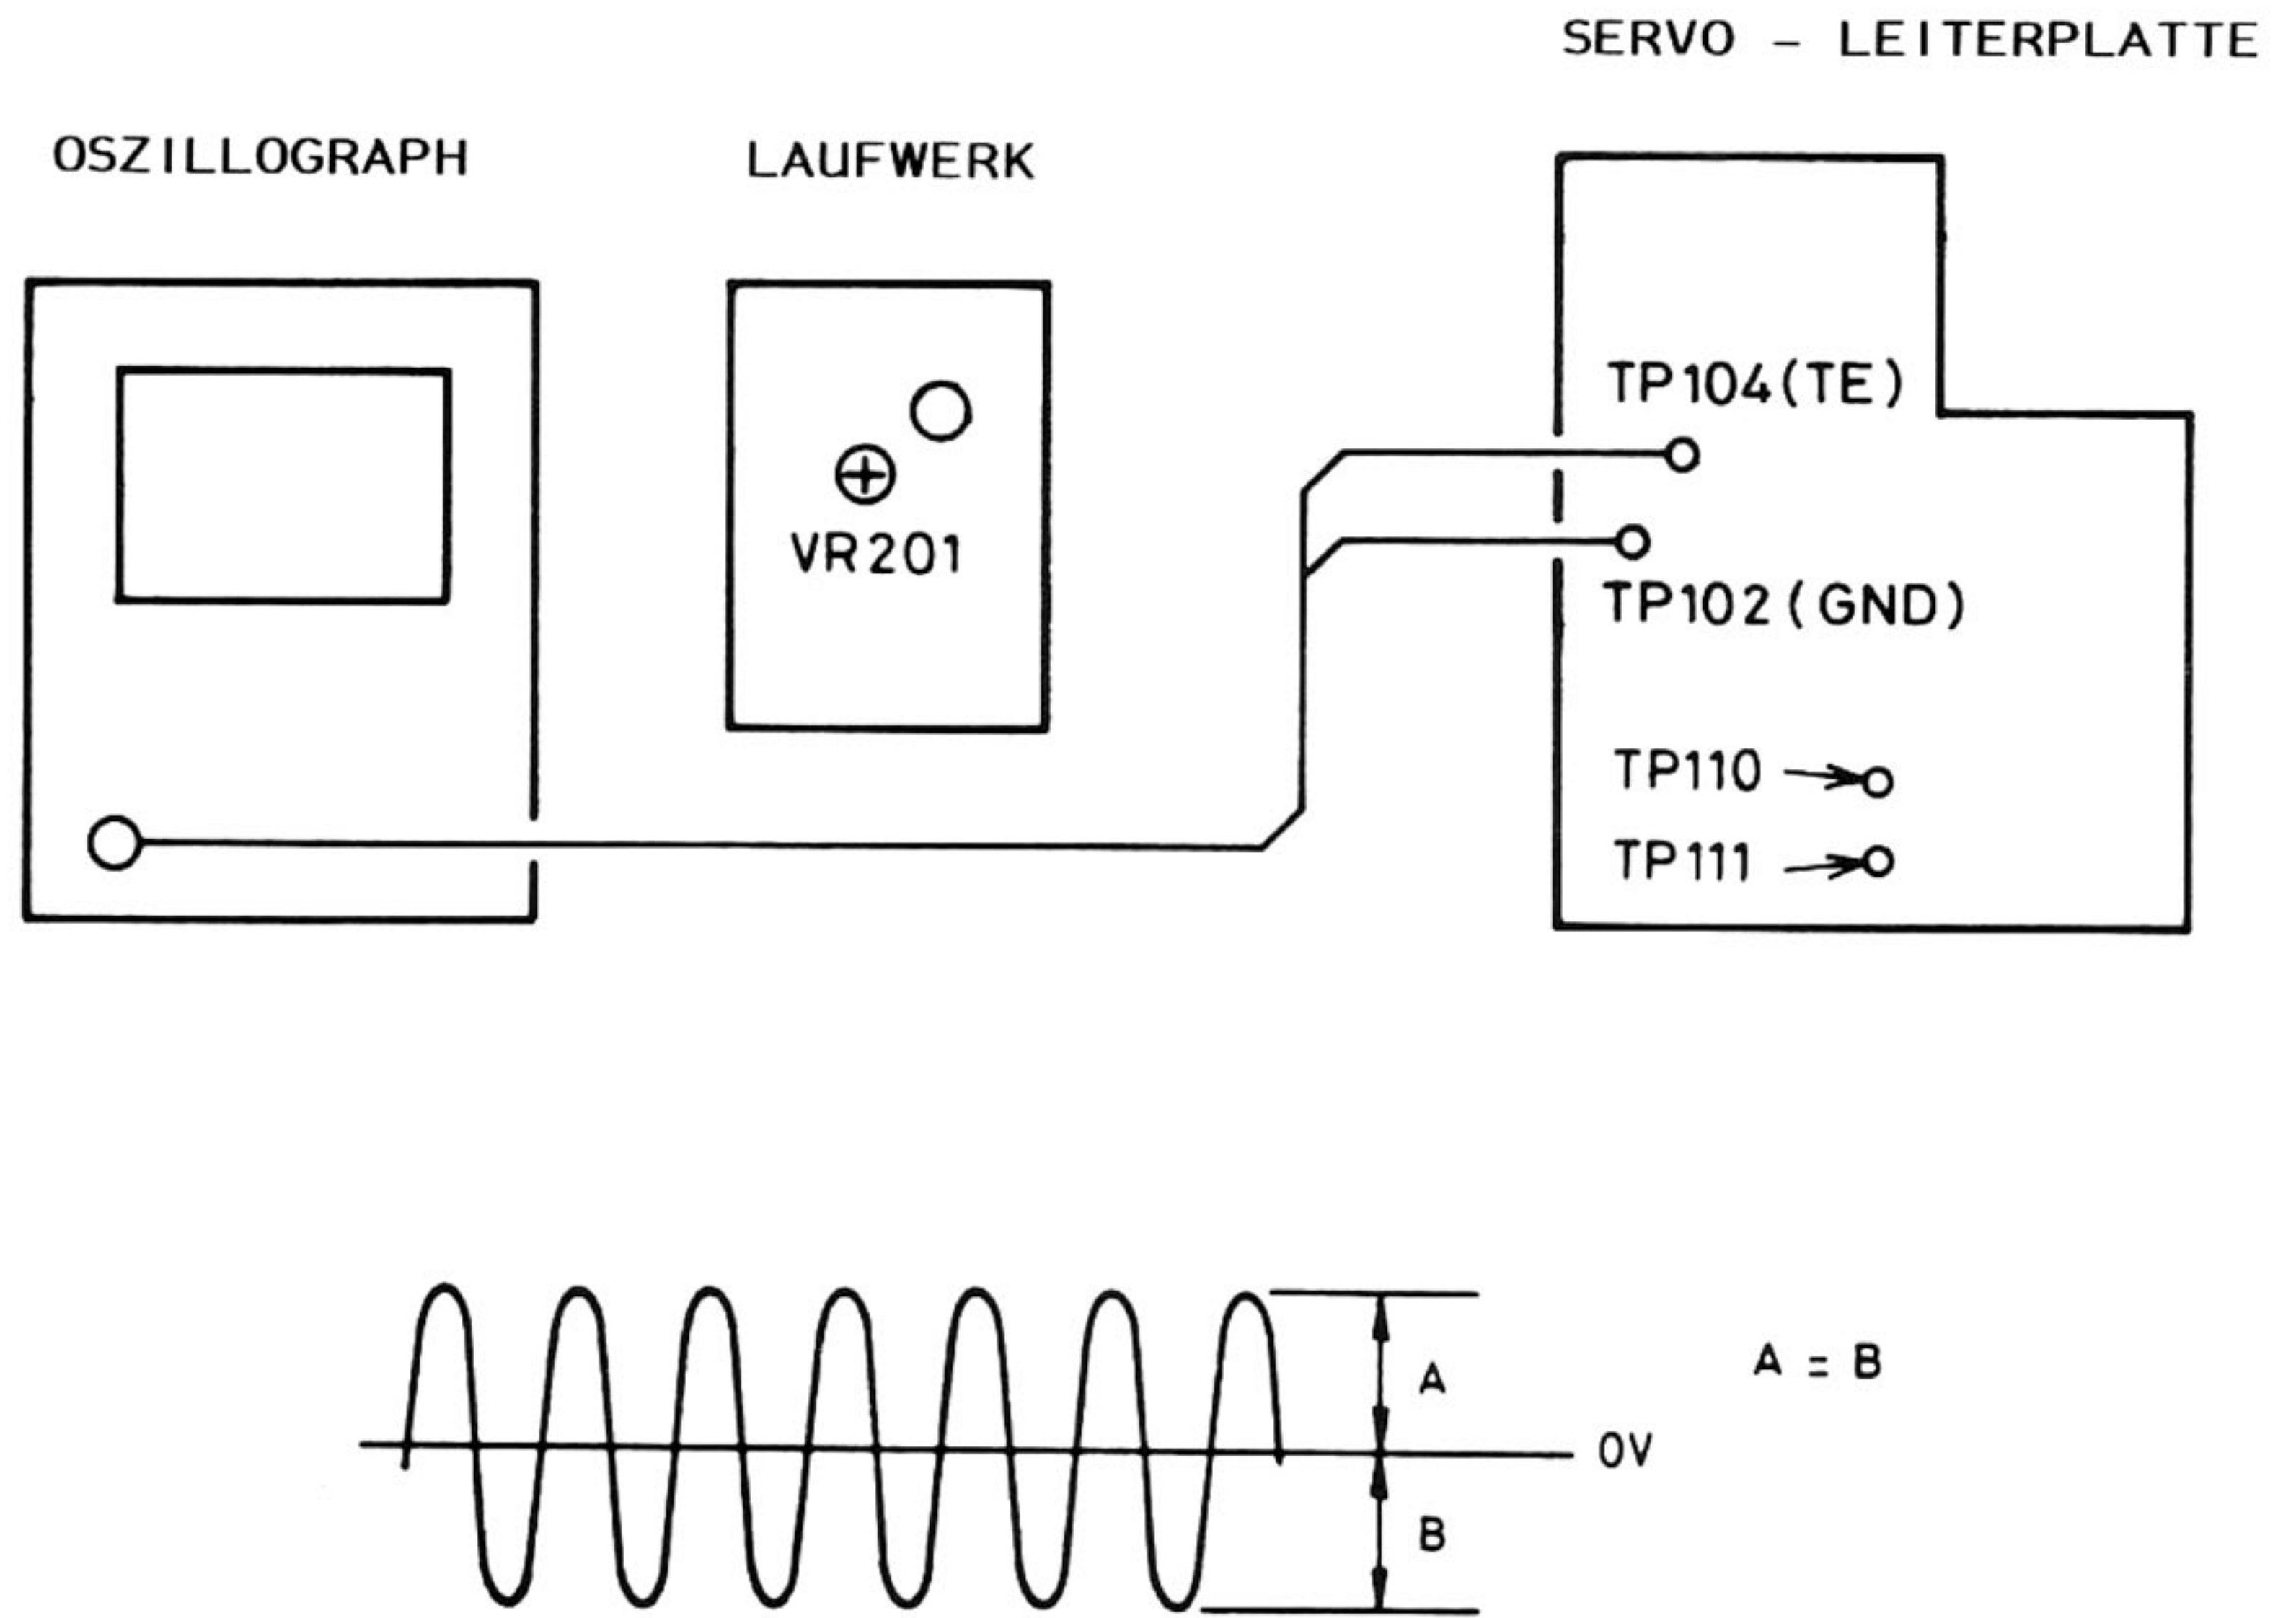 SERVO - LEITERPLATTE
OSZILLOGRAPH
LAUFWERK
TP104(TE)
VR201
TP102(GND)
TP110
TP111
A
A = B
0V
B